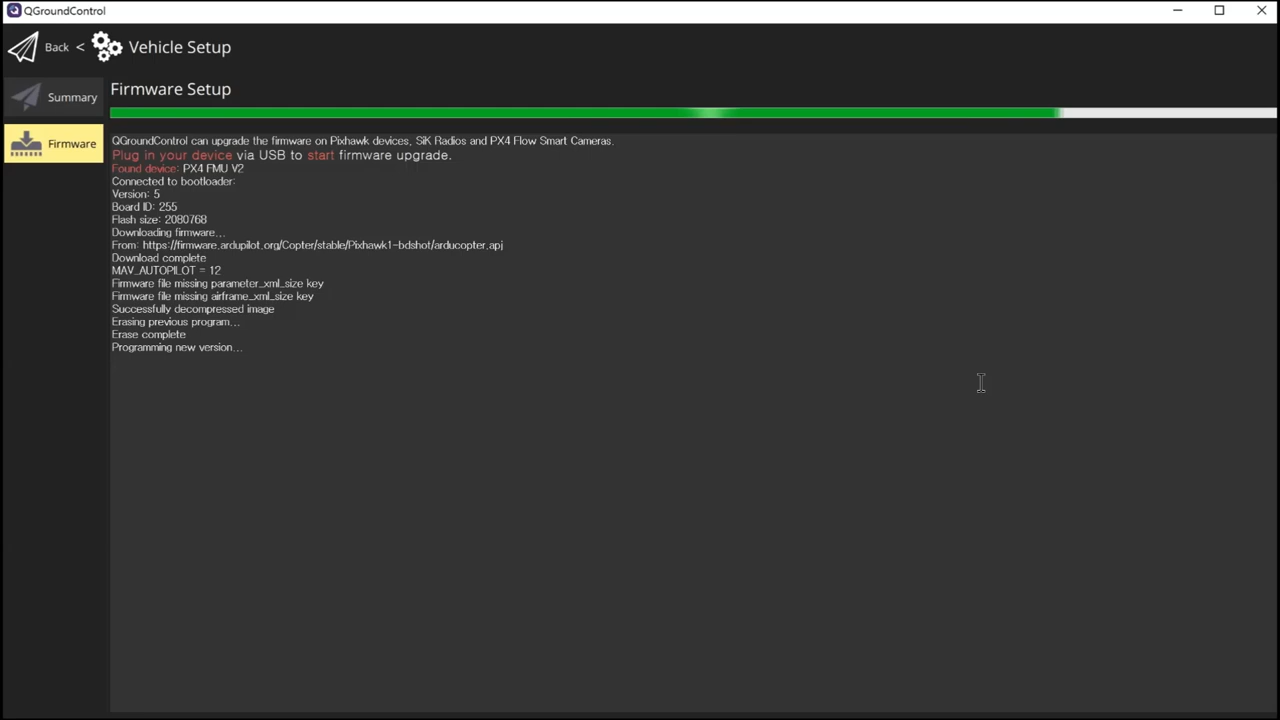 QGroundControl
Back < Vehicle Setup
Summary
Firmware
Firmware Setup
QGroundControl can upgrade the firmware on Pixhawk devices, SiK Radios and PX4 Flow Smart Cameras.
Plug in your device via USB to start firmware upgrade.
Found device: PX4 FMU V2
Connected to bootloader:
Version: 5
Board ID: 255
Flash size: 2080768
Downloading firmware...
From: https://firmware.ardupilot.org/Copter/stable/Pixhawk1-bdshot/arducopter.apj
Download complete
MAV_AUTOPILOT = 12
Firmware file missing parameter_xml_size key
Firmware file missing airframe_xml_size key
Successfully decompressed image
Erasing previous program...
Erase complete
Programming new version...